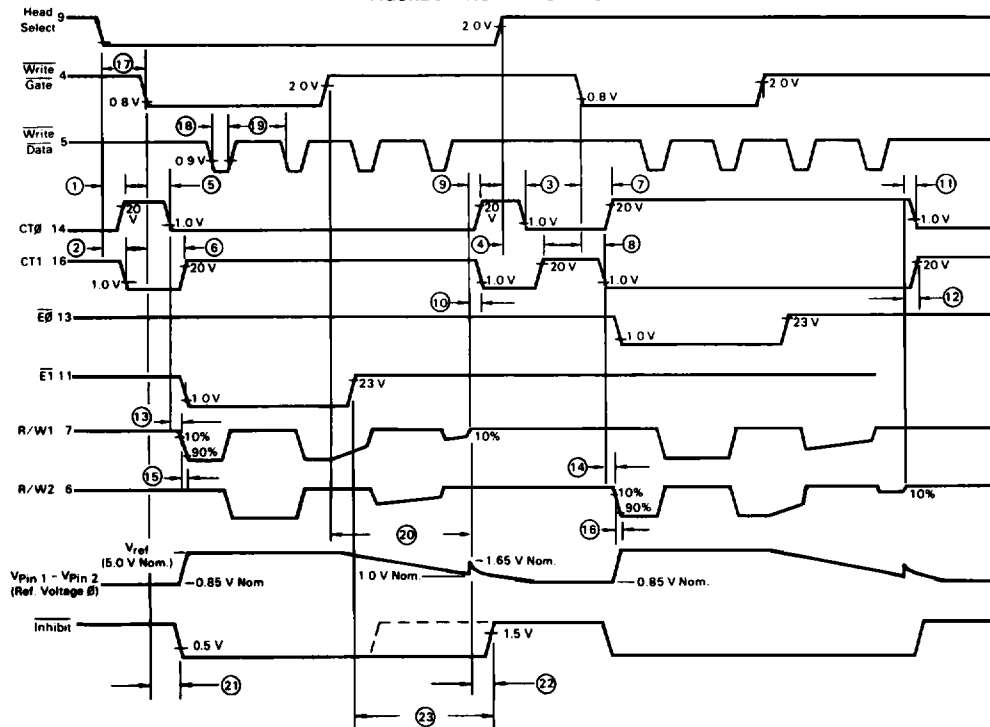 Head Select 9
2.0 V
17
Write Gate 4
0.8 V
2.0 V
0.8 V
2.0 V
18
19
Write Data 5
0.9 V
1
5
9
3
7
11
20 V
20 V
20 V
1.0 V
1.0 V
1.0 V
CTØ 14
2
6
4
8
CT1 16
20 V
20 V
20 V
1.0 V
1.0 V
1.0 V
10
12
EØ 13
1.0 V
23 V
E1 11
1.0 V
23 V
13
R/W1 7
10%
90%
10%
15
14
R/W2 6
10%
90%
10%
20
16
Vref
(5.0 V Nom.)
1.65 V Nom.
1.0 V Nom.
VPin 1 – VPin 2
(Ref. Voltage Ø)
0.85 V Nom
0.85 V Nom.
Inhibit
0.5 V
1.5 V
21
22
23